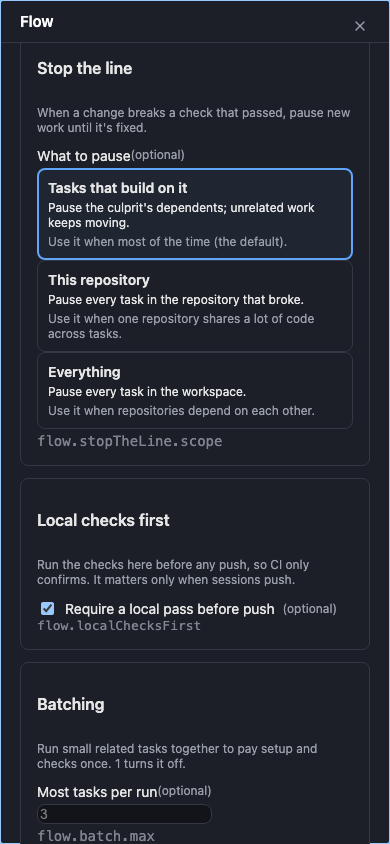 Flow
×
Stop the line
When a change breaks a check that passed, pause new
work until it's fixed.
What to pause(optional)
Tasks that build on it
Pause the culprit's dependents; unrelated work
keeps moving.
Use it when most of the time (the default).
This repository
Pause every task in the repository that broke.
Use it when one repository shares a lot of code
across tasks.
Everything
Pause every task in the workspace.
Use it when repositories depend on each other.
flow.stopTheLine.scope
Local checks first
Run the checks here before any push, so CI only
confirms. It matters only when sessions push.
Require a local pass before push (optional)
flow.localChecksFirst
Batching
Run small related tasks together to pay setup and
checks once. 1 turns it off.
Most tasks per run(optional)
3
flow.batch.max